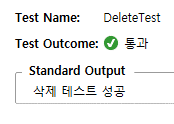 Test Name: DeleteTest
Test Outcome: 통과
Standard Output
삭제 테스트 성공